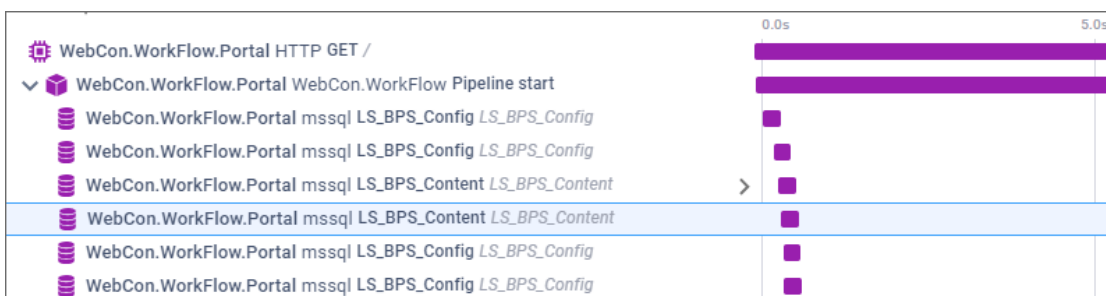 0.0s 5.0s
WebCon.WorkFlow.Portal HTTP GET /
WebCon.WorkFlow.Portal WebCon.WorkFlow Pipeline start
WebCon.WorkFlow.Portal mssql LS_BPS_Config LS_BPS_Config
WebCon.WorkFlow.Portal mssql LS_BPS_Config LS_BPS_Config
WebCon.WorkFlow.Portal mssql LS_BPS_Content LS_BPS_Content
WebCon.WorkFlow.Portal mssql LS_BPS_Content LS_BPS_Content
WebCon.WorkFlow.Portal mssql LS_BPS_Config LS_BPS_Config
WebCon.WorkFlow.Portal mssql LS_BPS_Config LS_BPS_Config